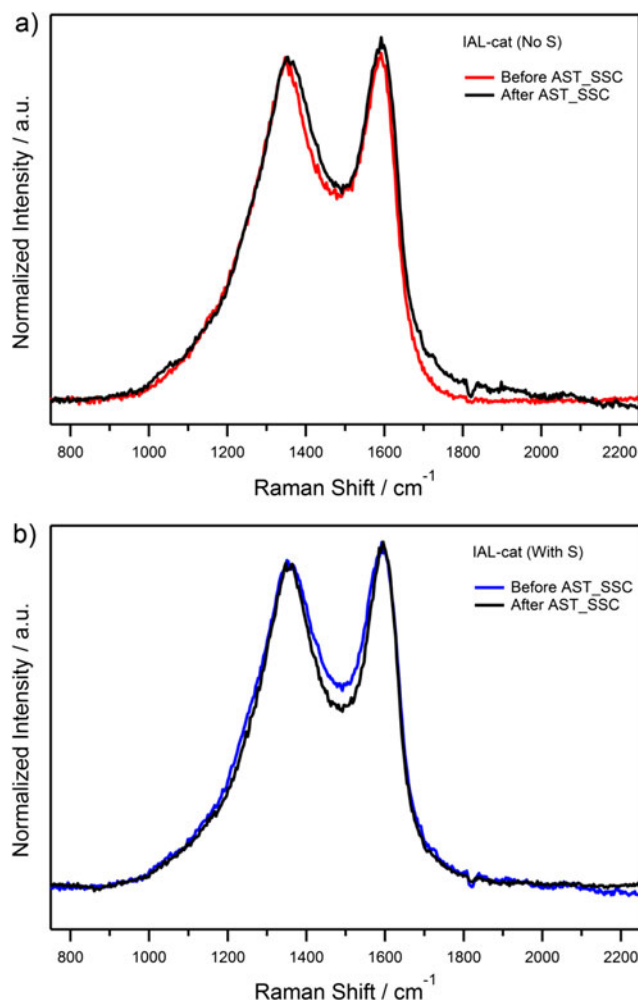 a)
IAL-cat (No S)
Before AST_SSC
After AST_SSC
Normalized Intensity / a.u.
800 1000 1200 1400 1600 1800 2000 2200
Raman Shift / cm⁻¹
b)
IAL-cat (With S)
Before AST_SSC
After AST_SSC
Normalized Intensity / a.u.
800 1000 1200 1400 1600 1800 2000 2200
Raman Shift / cm⁻¹